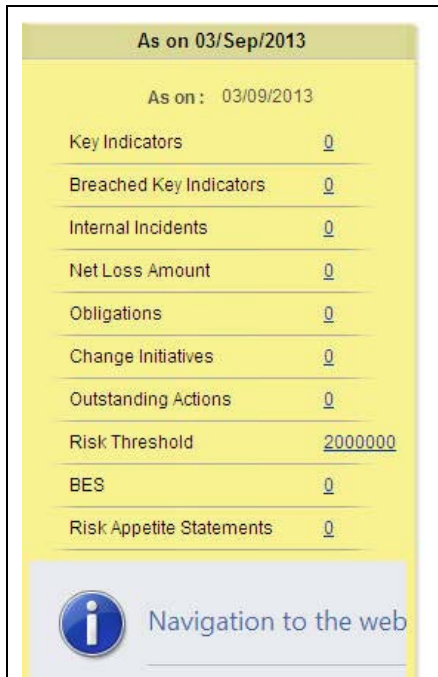 As on 03/Sep/2013
As on : 03/09/2013
Key Indicators 0
Breached Key Indicators 0
Internal Incidents 0
Net Loss Amount 0
Obligations 0
Change Initiatives 0
Outstanding Actions 0
Risk Threshold 2000000
BES 0
Risk Appetite Statements 0
Navigation to the web